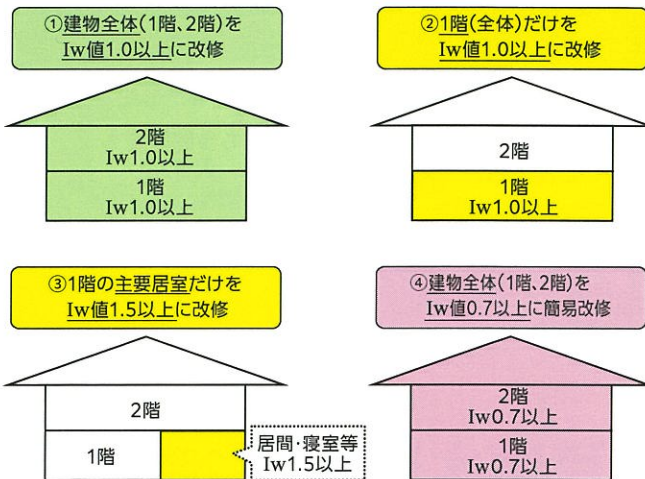 ①建物全体(1階、2階)を
Iw値1.0以上に改修
2階
Iw1.0以上
1階
Iw1.0以上
②1階(全体)だけを
Iw値1.0以上に改修
2階
1階
Iw1.0以上
③1階の主要居室だけを
Iw値1.5以上に改修
2階
1階
居間・寝室等
Iw1.5以上
④建物全体(1階、2階)を
Iw値0.7以上に簡易改修
2階
Iw0.7以上
1階
Iw0.7以上